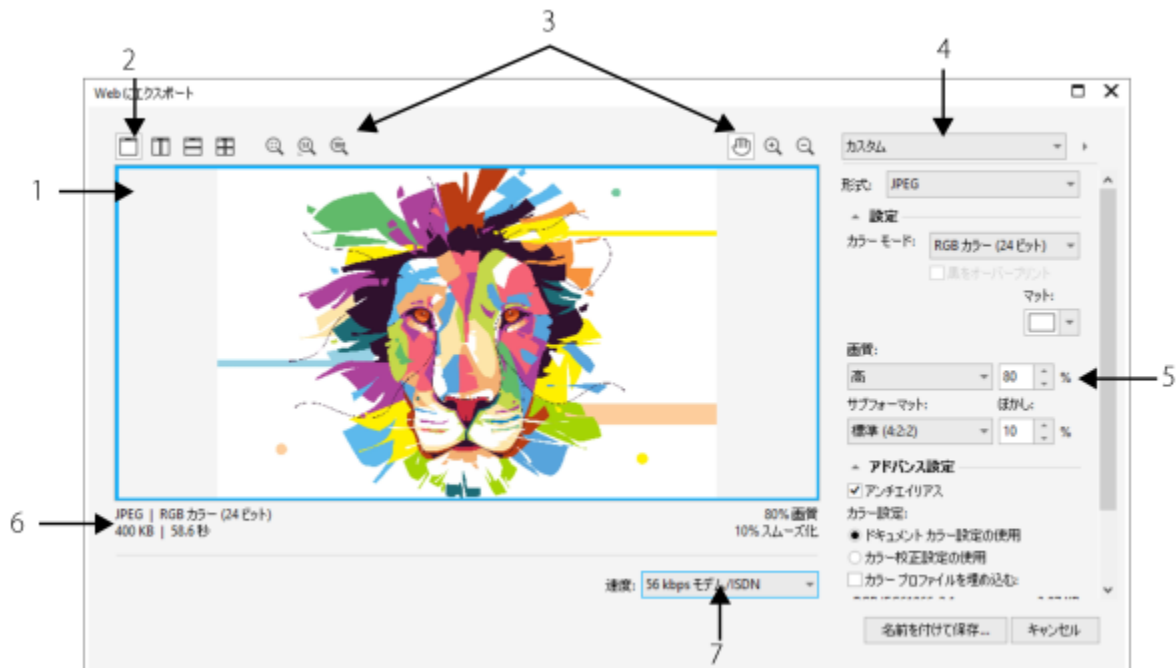 3
2
4
Webにエクスポート
カスタム
1
形式: JPEG
設定
カラー モード: RGB カラー (24 ビット)
黒をオーバープリント
マット:
画質:
高 80 % 5
サブフォーマット: ぼかし:
標準 (4:2:2) 10 %
アドバンス設定
アンチエイリアス
6
JPEG | RGB カラー (24 ビット) 80% 画質
400 KB | 58.6 秒 10% スムーズ化
カラー設定:
ドキュメント カラー設定の使用
カラー校正設定の使用
カラー プロファイルを埋め込む:
速度: 56 kbps モデム/ISDN
名前を付けて保存... キャンセル
7